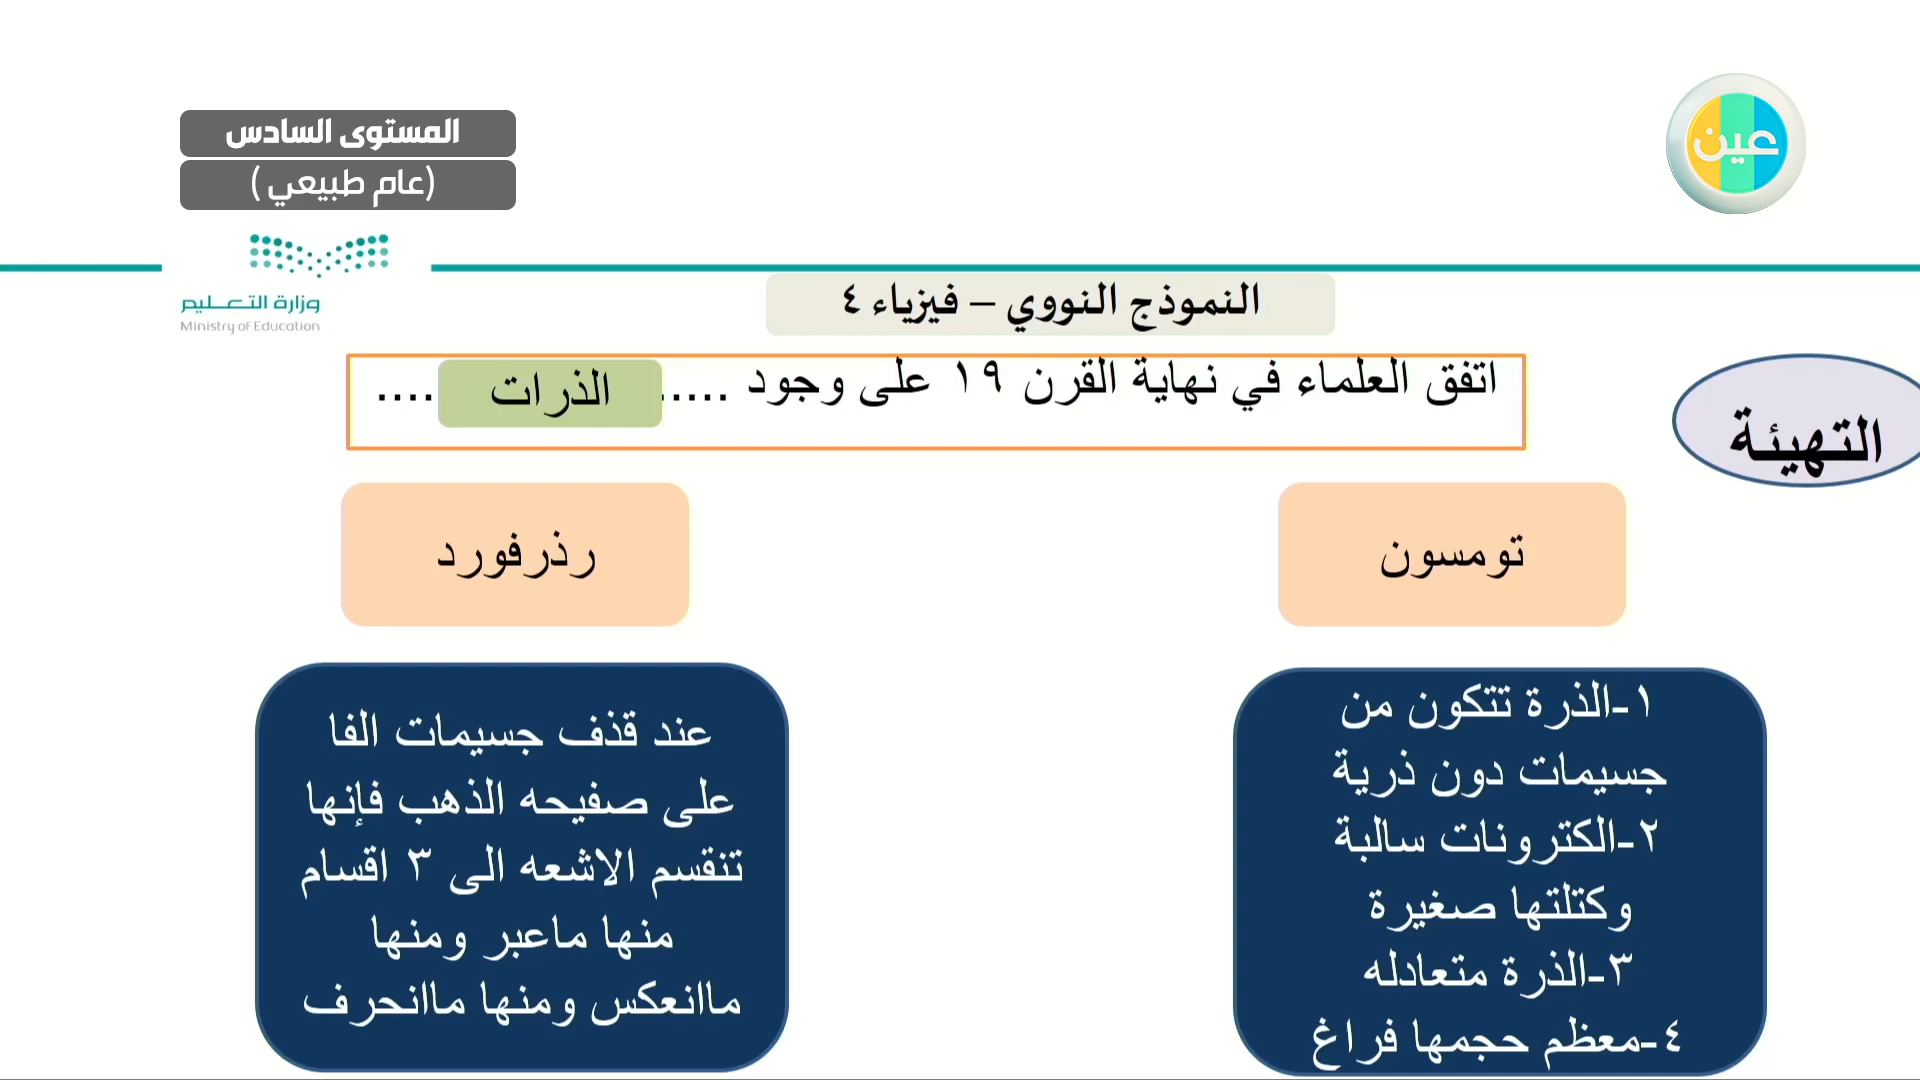 المستوى السادس
(عام طبيعي)
عين
وزارة التعليم
Ministry of Education
النموذج النووي – فيزياء ٤
اتفق العلماء في نهاية القرن ١٩ على وجود ..... الذرات ....
التهيئة
تومسون
١-الذرة تتكون من
جسيمات دون ذرية
٢-الكترونات سالبة
وكتلتها صغيرة
٣-الذرة متعادله
٤-معظم حجمها فراغ
رذرفورد
عند قذف جسيمات الفا
على صفيحه الذهب فإنها
تنقسم الاشعه الى ٣ اقسام
منها ماعبر ومنها
ماانعكس ومنها ماانحرف